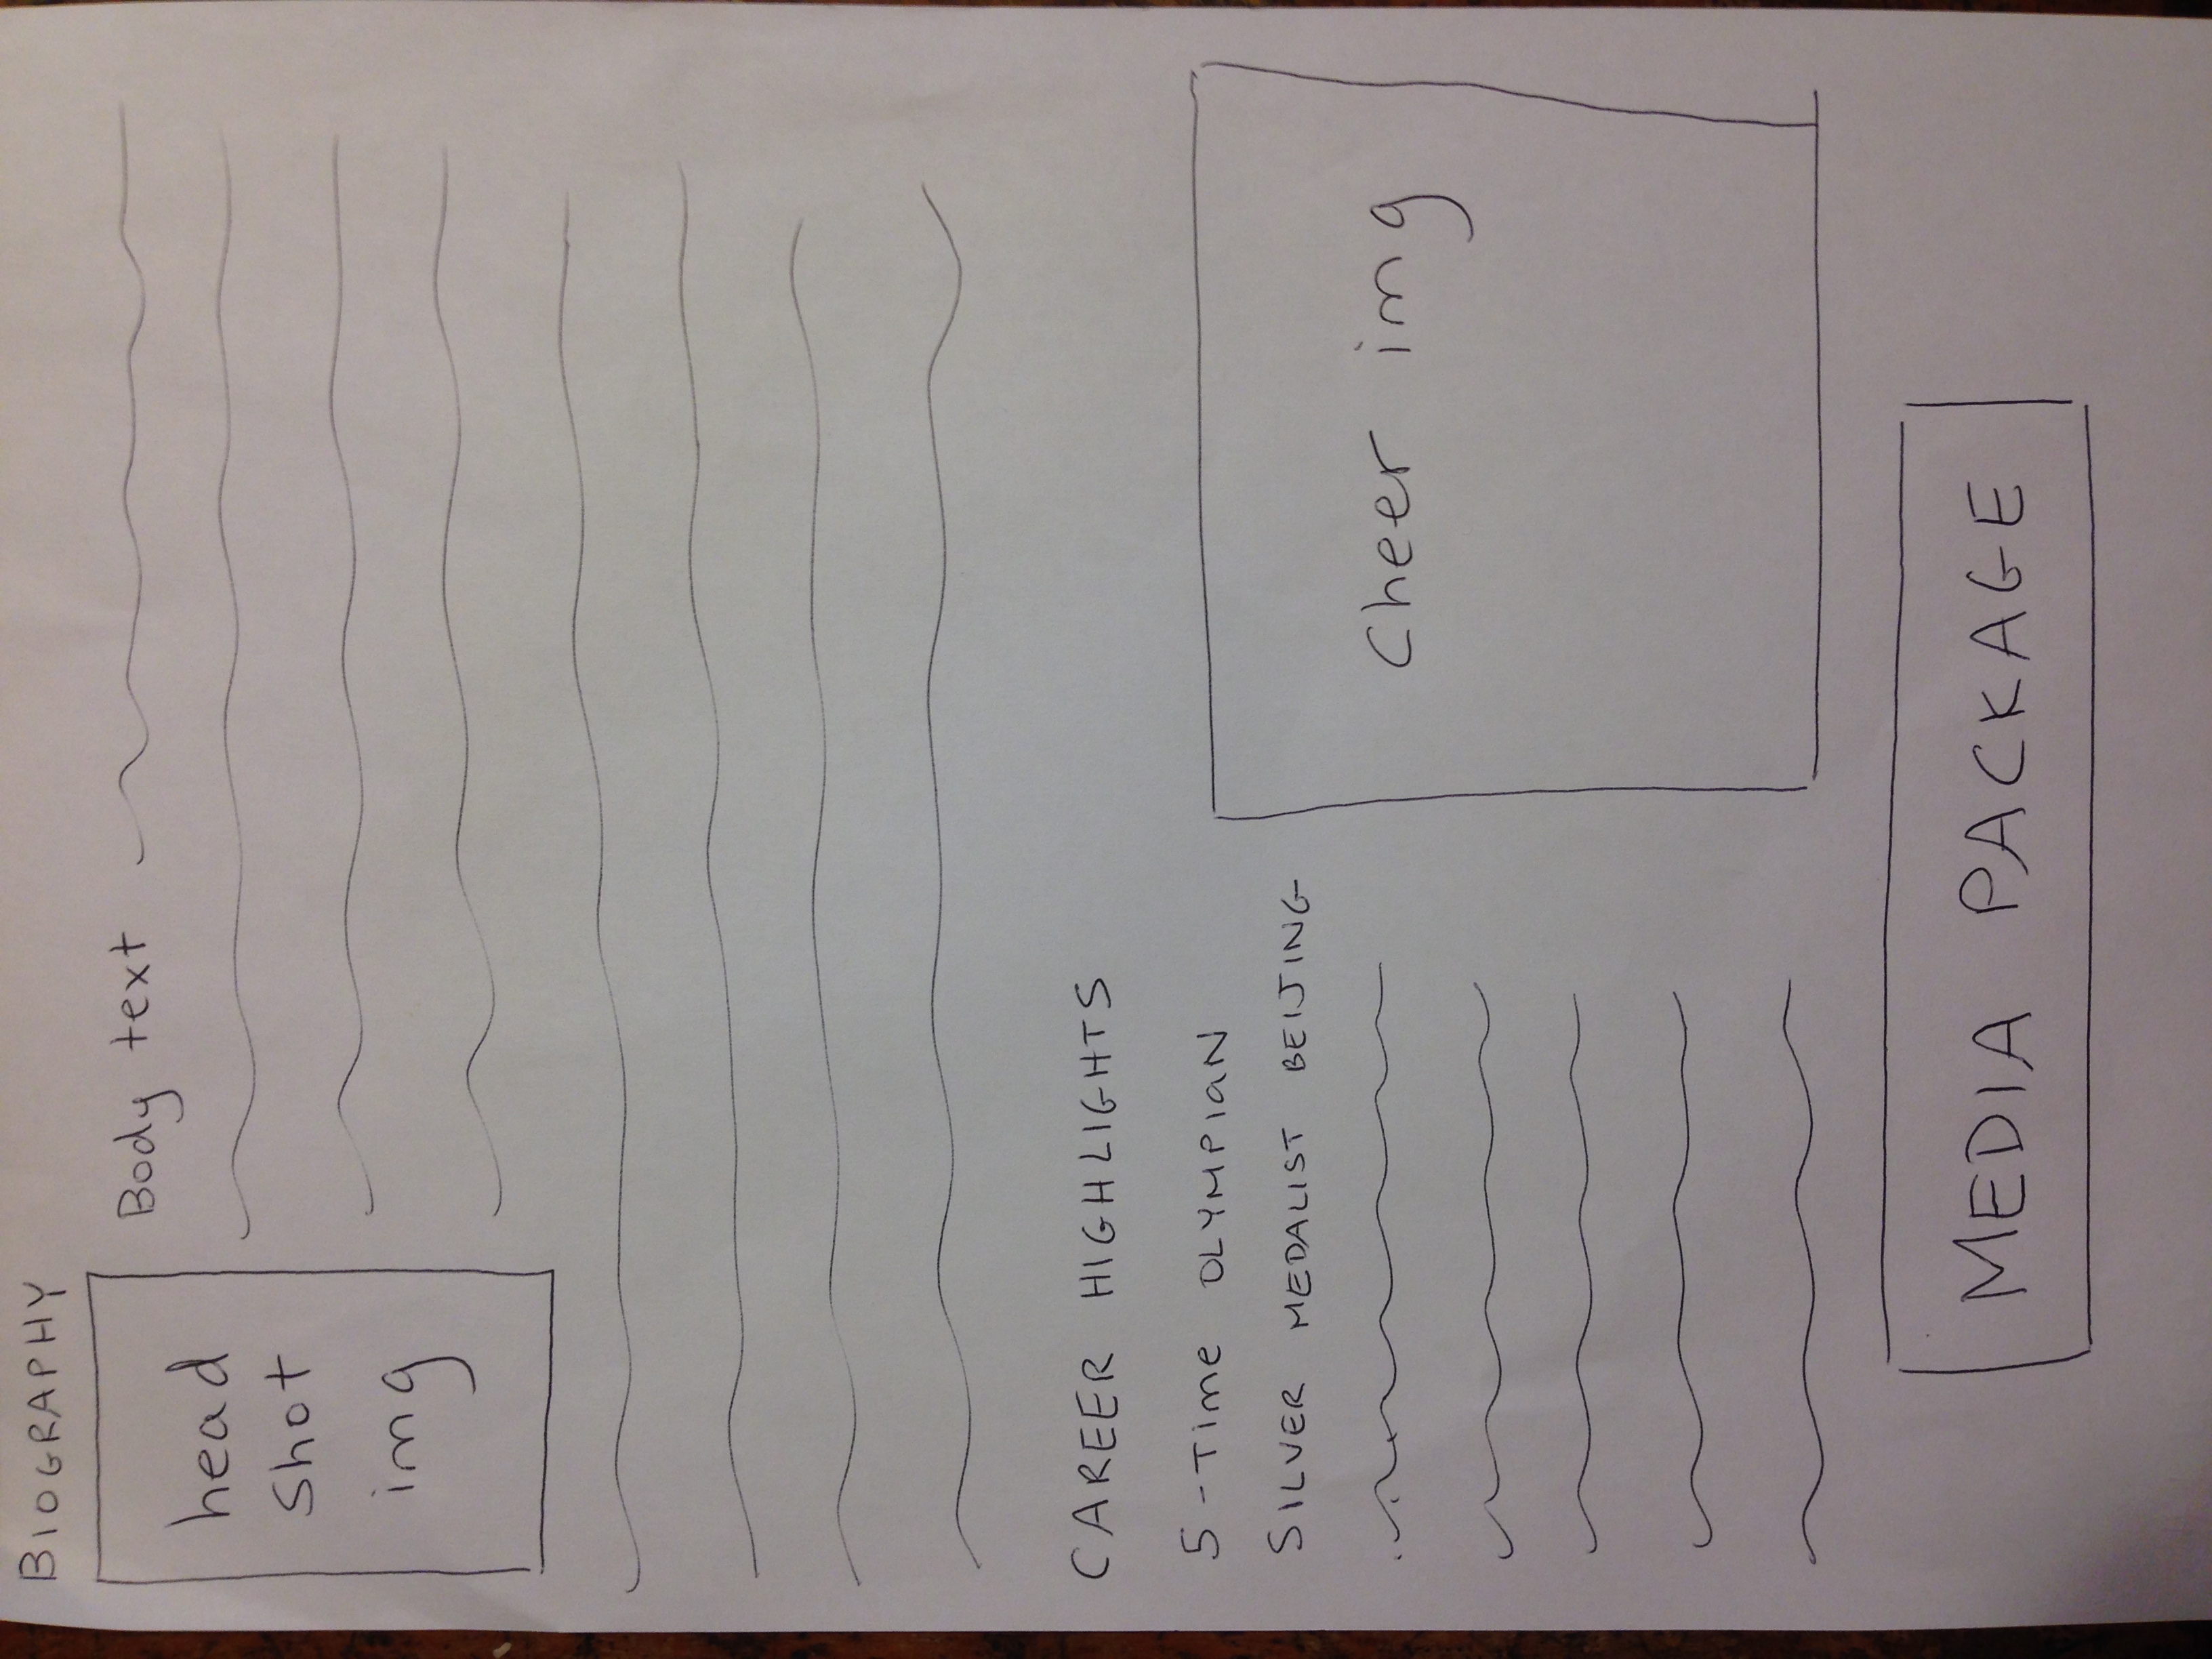 BIOGRAPHY
head
shot
img
Body text
CAREER HIGHLIGHTS
5-Time OLYMPIaN
SILVER MEDALIST BEIJING
cheer img
MEDIA PACKAGE